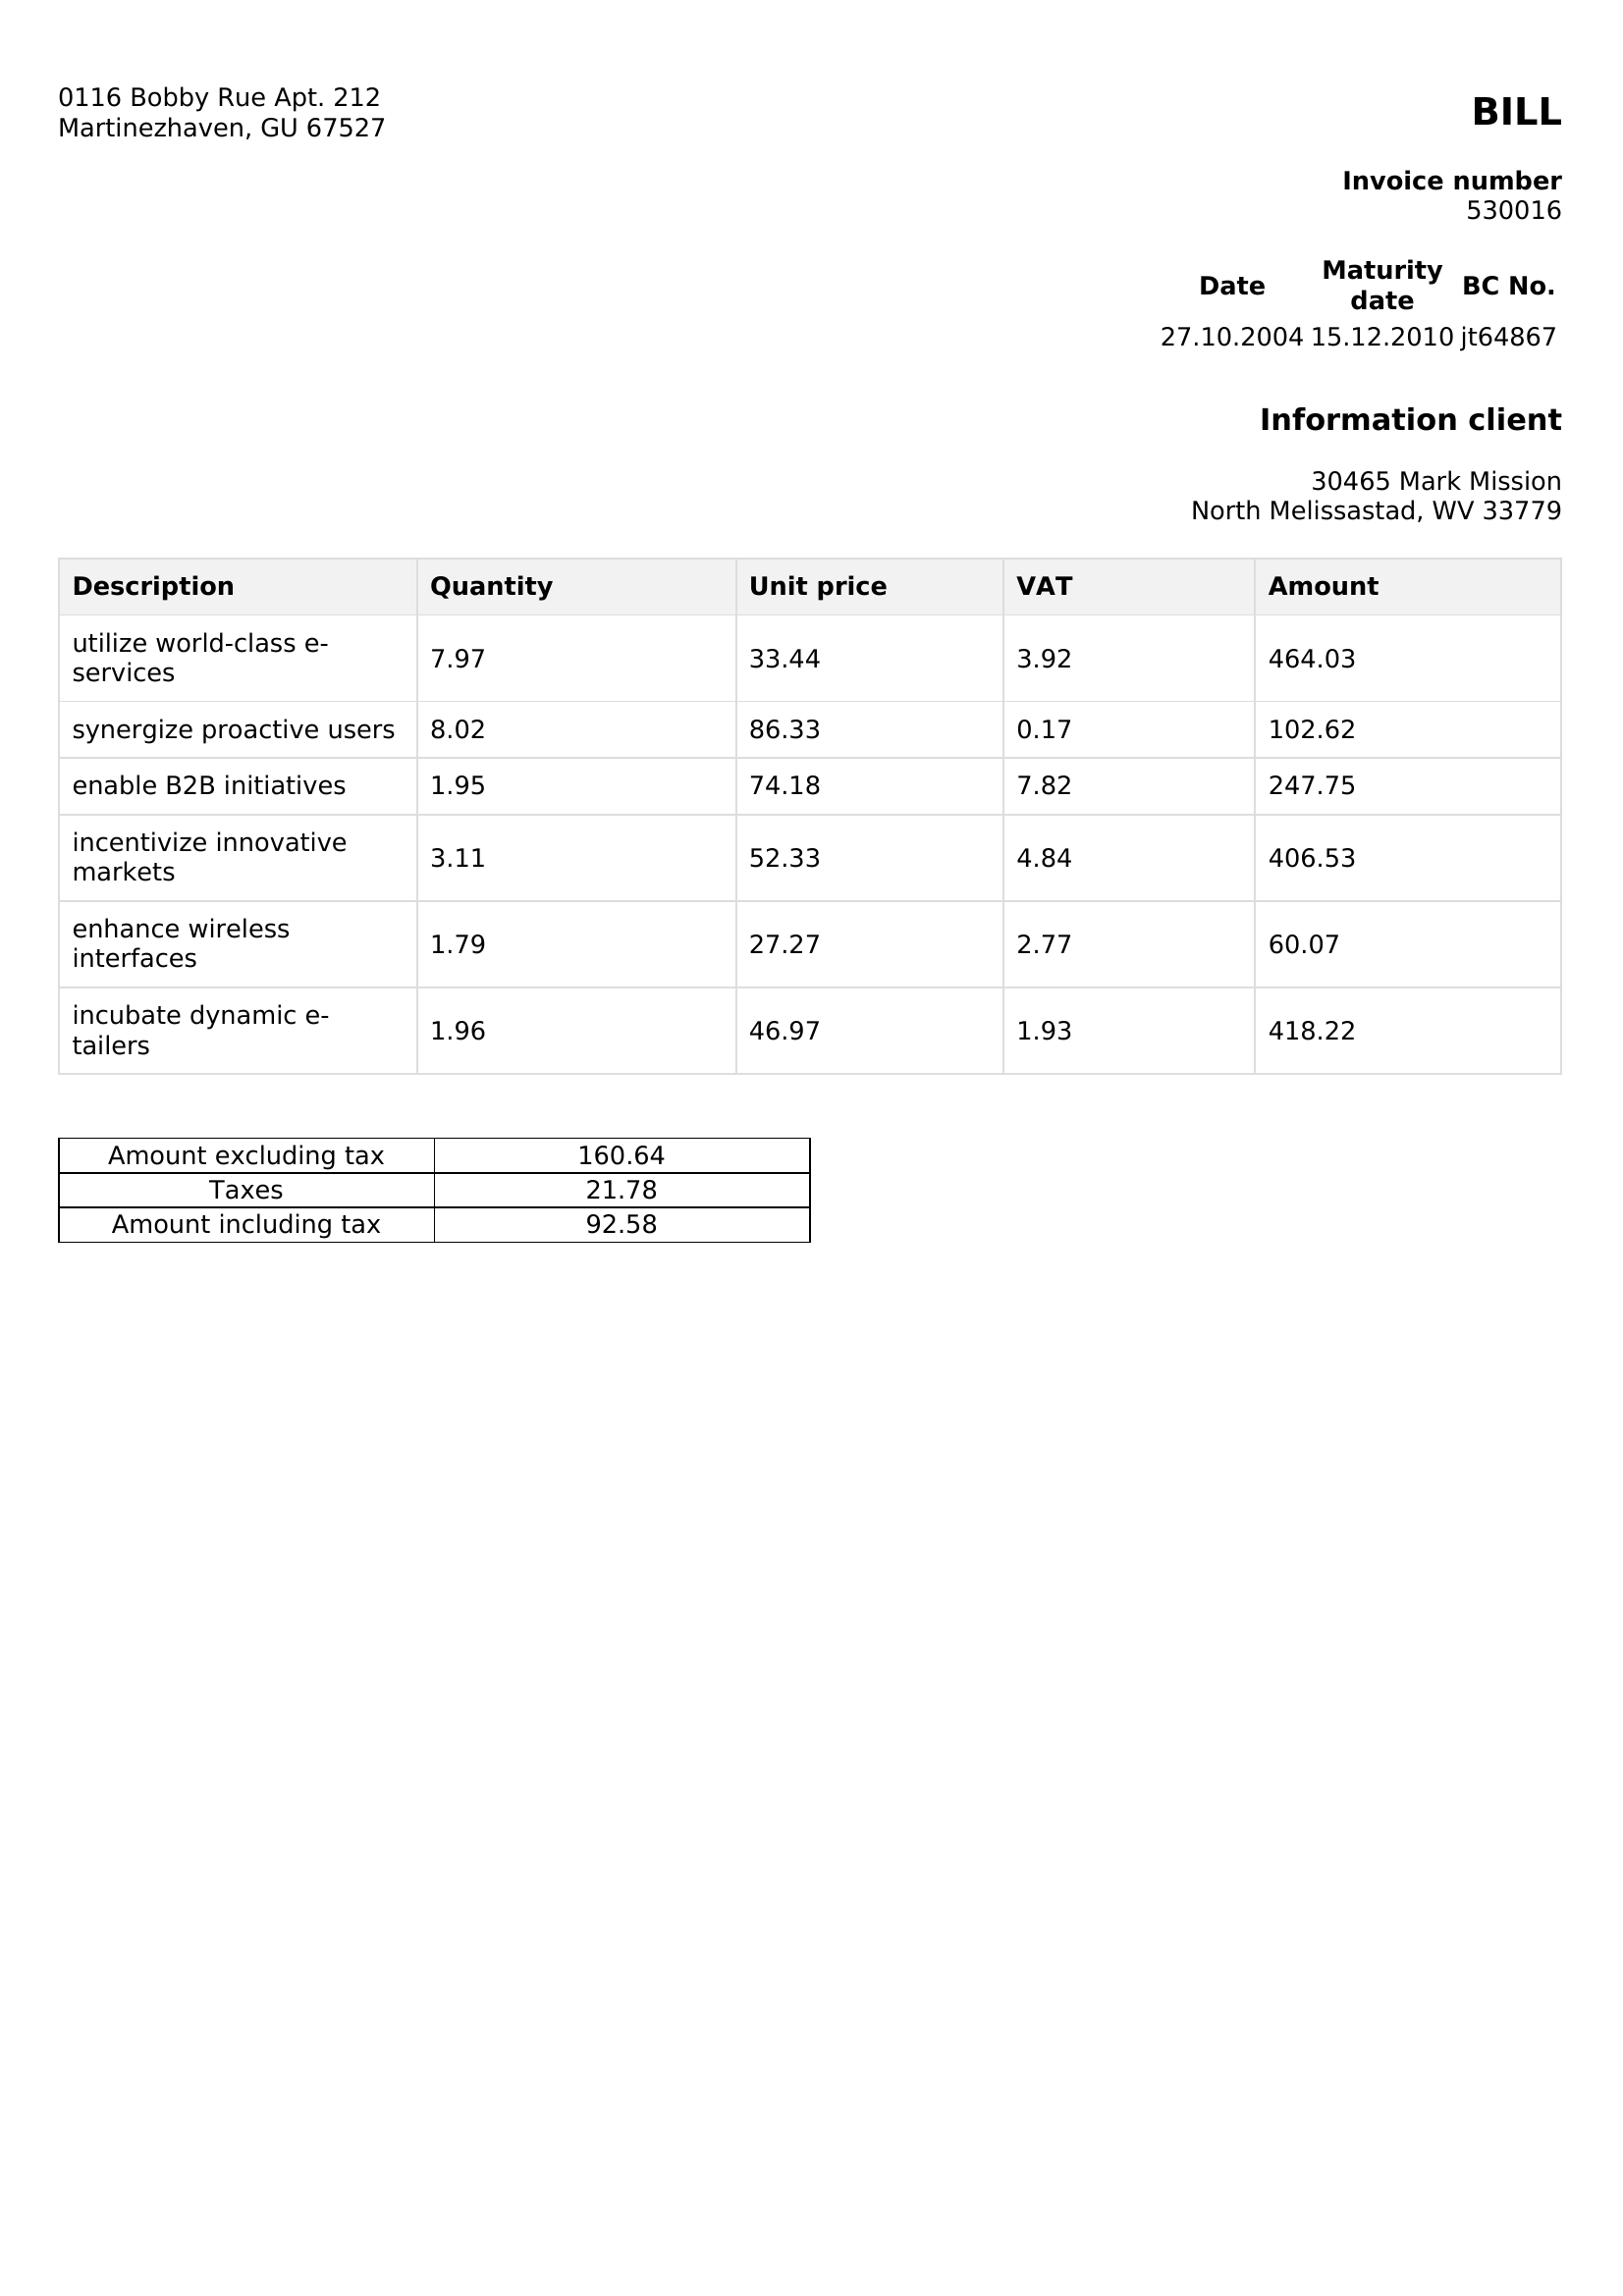 0116 Bobby Rue Apt. 212
Martinezhaven, GU 67527
BILL
Invoice number
530016
Date Maturity date BC No.
27.10.2004 15.12.2010 jt64867
Information client
30465 Mark Mission
North Melissastad, WV 33779
Description Quantity Unit price VAT Amount
utilize world-class e-
services 7.97 33.44 3.92 464.03
synergize proactive users 8.02 86.33 0.17 102.62
enable B2B initiatives 1.95 74.18 7.82 247.75
incentivize innovative
markets 3.11 52.33 4.84 406.53
enhance wireless
interfaces 1.79 27.27 2.77 60.07
incubate dynamic e-
tailers 1.96 46.97 1.93 418.22
Amount excluding tax 160.64
Taxes 21.78
Amount including tax 92.58